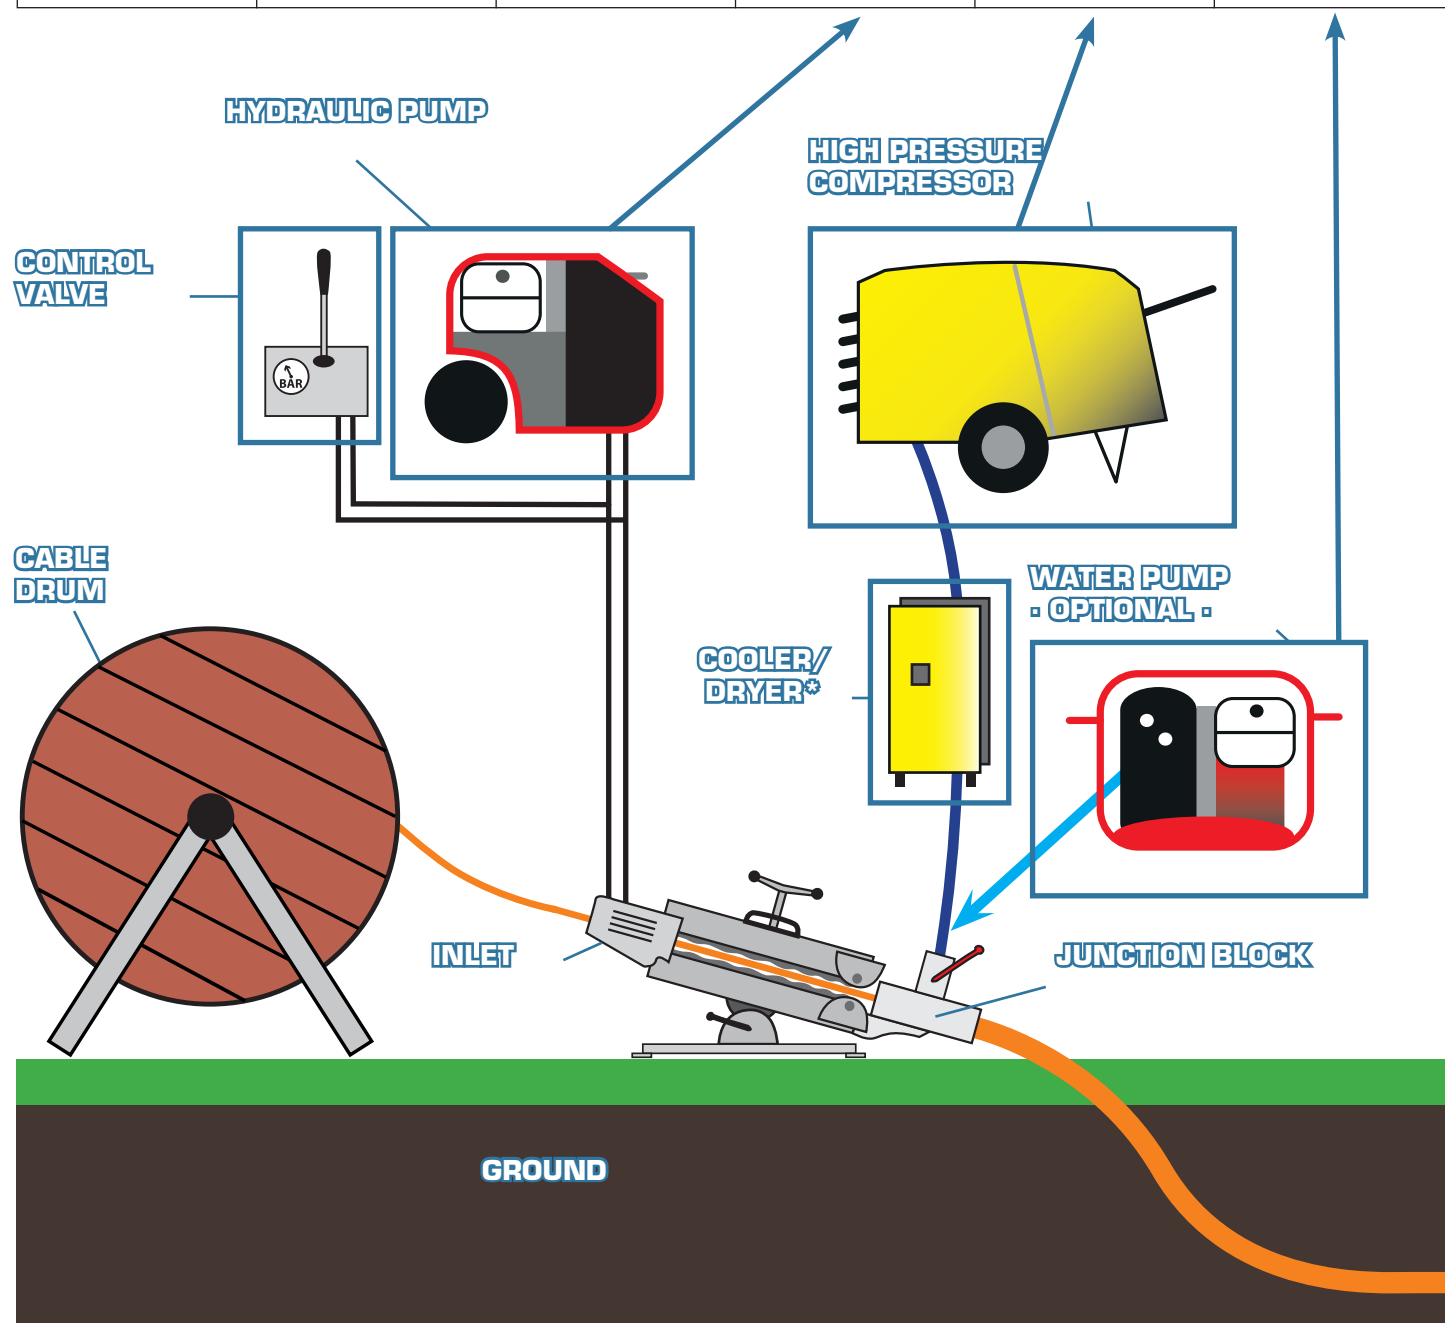 HYDRAULIC PUMP
HIGH PRESSURE
COMPRESSOR
CONTROL
VALVE
BAR
CABLE
DRUM
WATER PUMP
· OPTIONAL ·
COOLER/
DRYER*
INLET
JUNCTION BLOCK
GROUND